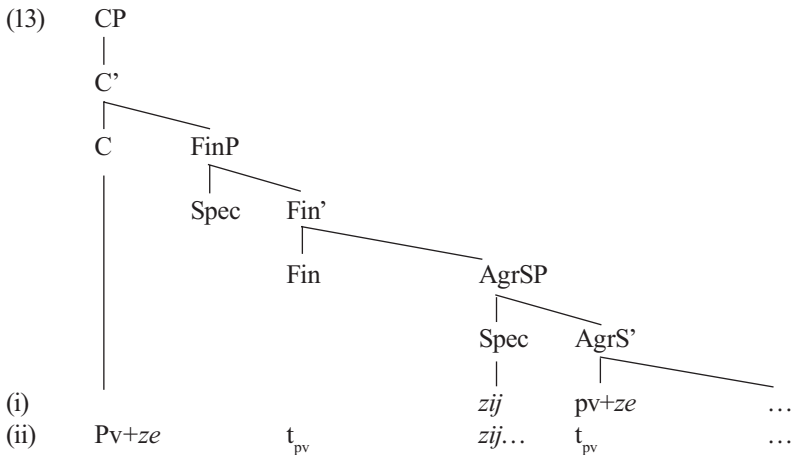 (13) CP
C’
C FinP
Spec Fin’
Fin AgrSP
Spec AgrS’
(i) zij pv+ze …
(ii) Pv+ze tpv zij… tpv …